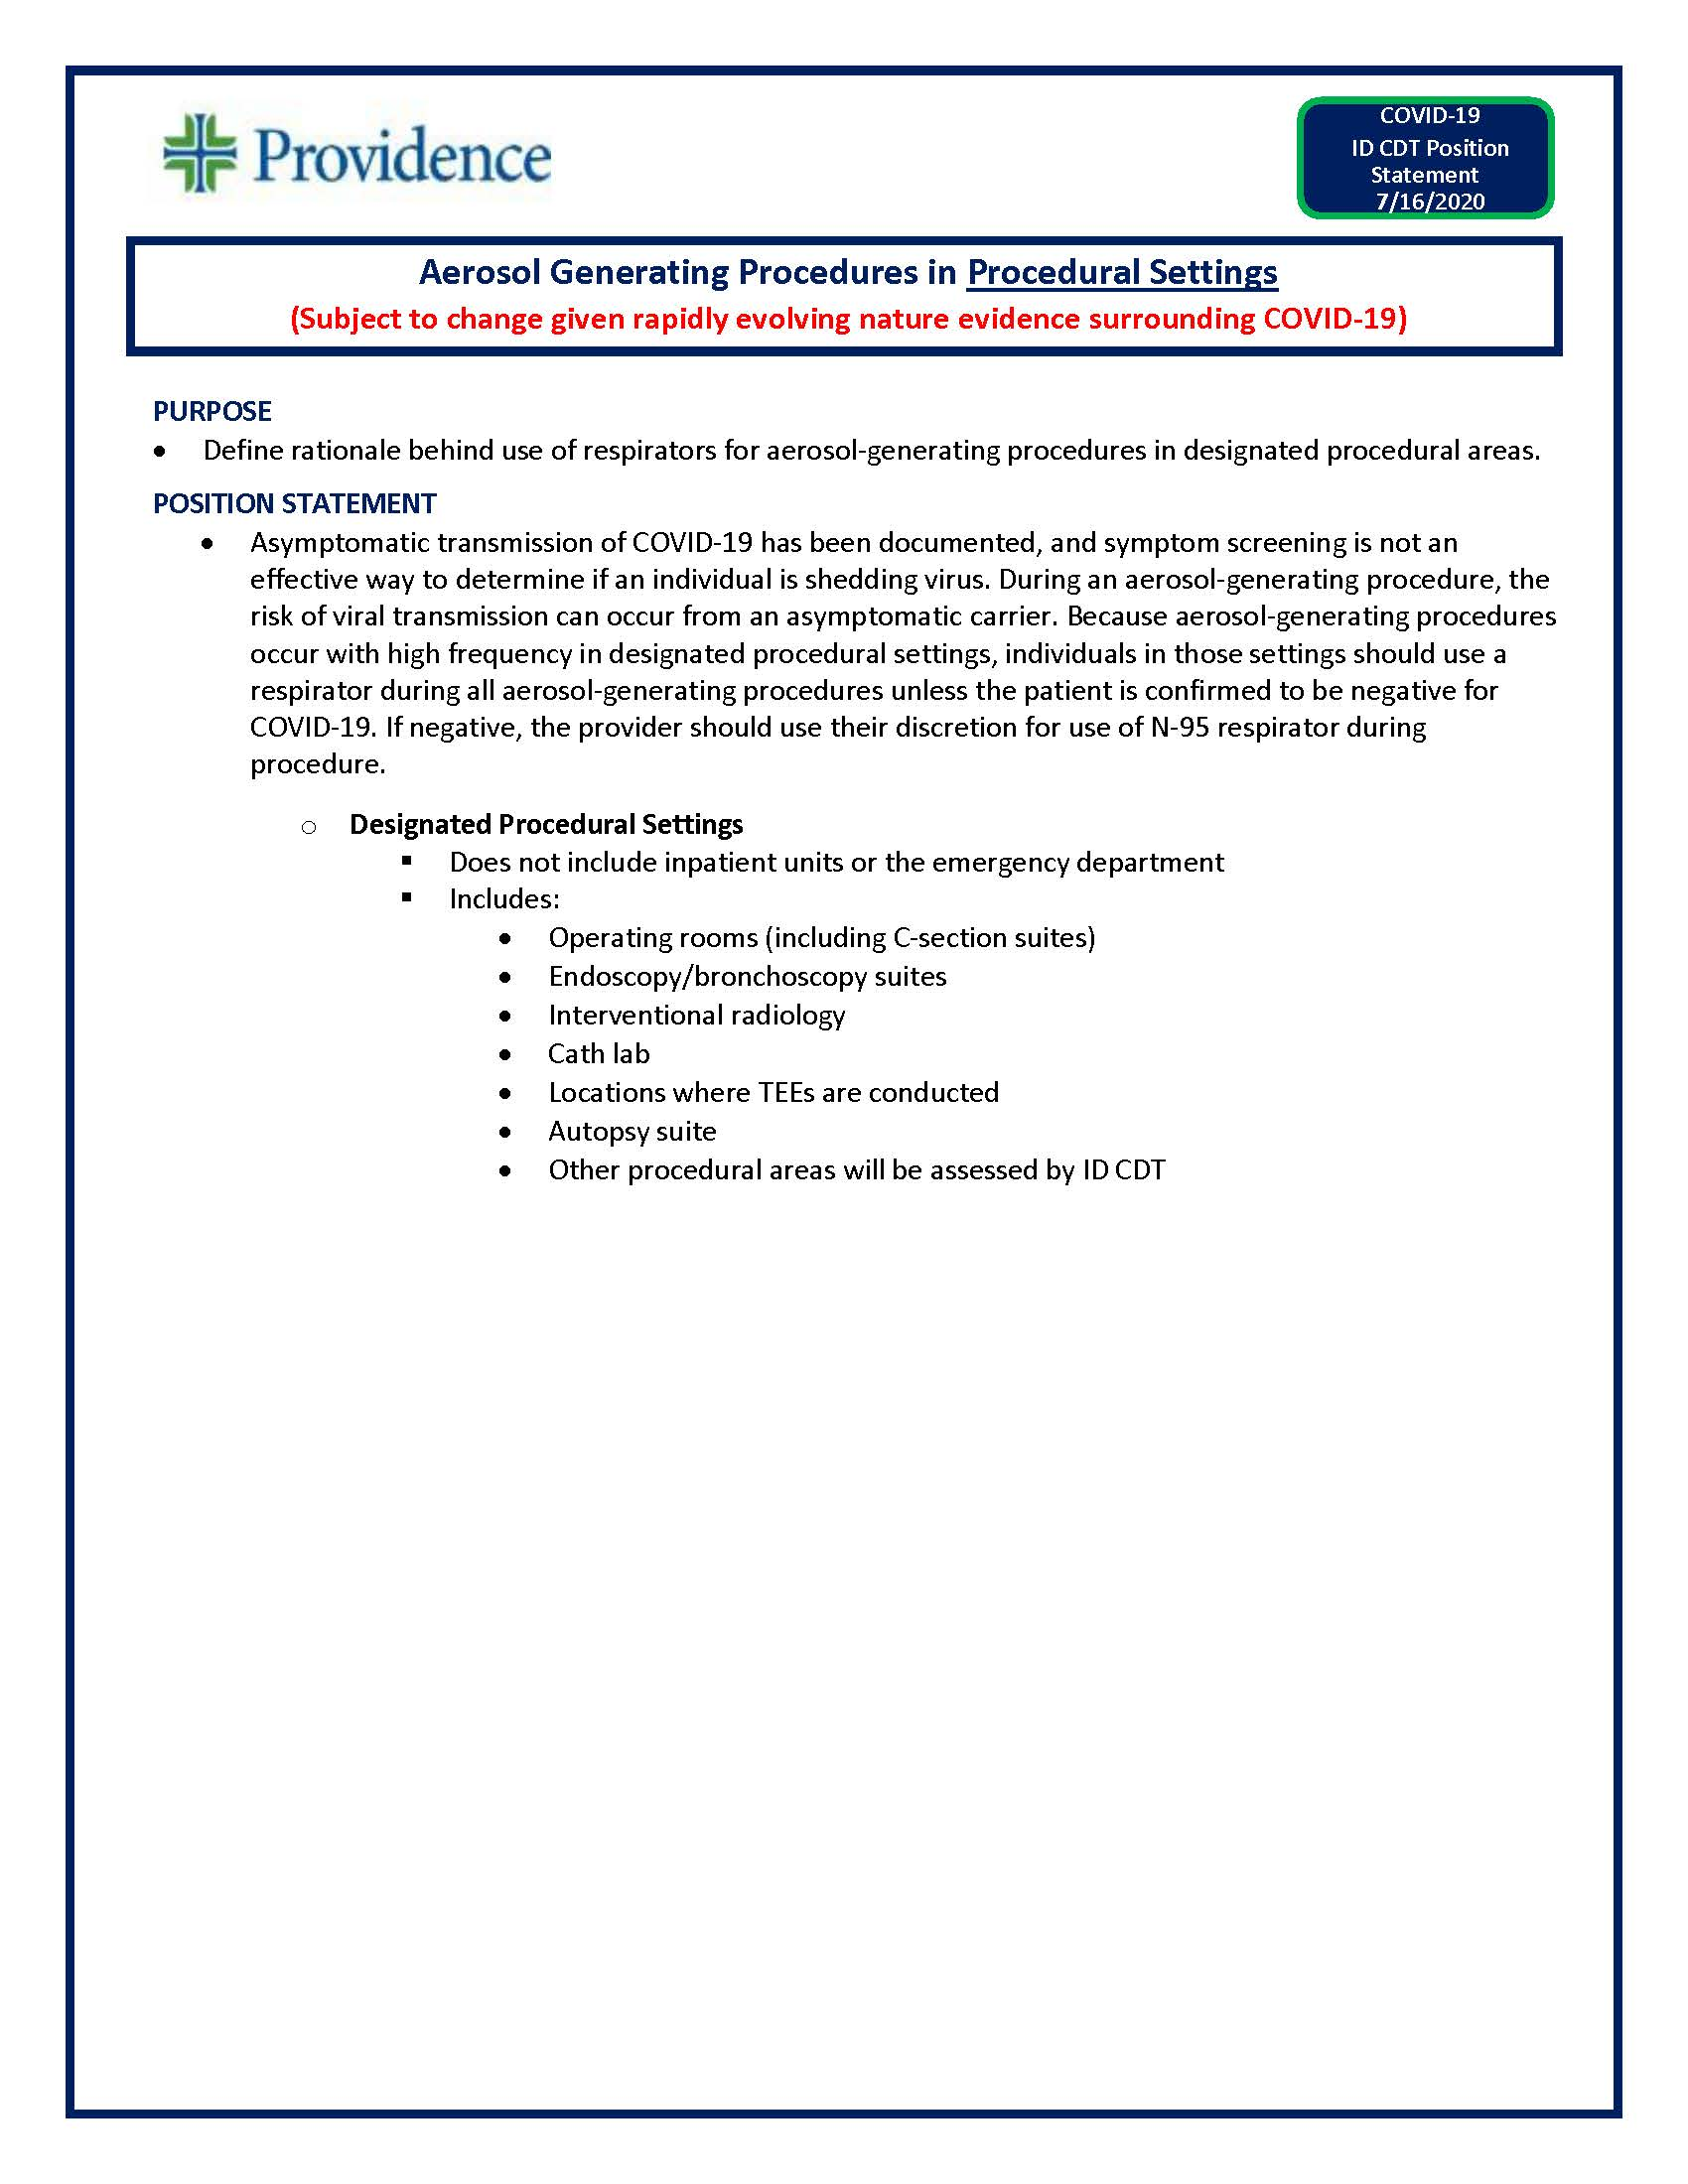 Providence
COVID-19
ID CDT Position
Statement
7/16/2020
Aerosol Generating Procedures in Procedural Settings
(Subject to change given rapidly evolving nature evidence surrounding COVID-19)
PURPOSE
• Define rationale behind use of respirators for aerosol-generating procedures in designated procedural areas.
POSITION STATEMENT
• Asymptomatic transmission of COVID-19 has been documented, and symptom screening is not an
effective way to determine if an individual is shedding virus. During an aerosol-generating procedure, the
risk of viral transmission can occur from an asymptomatic carrier. Because aerosol-generating procedures
occur with high frequency in designated procedural settings, individuals in those settings should use a
respirator during all aerosol-generating procedures unless the patient is confirmed to be negative for
COVID-19. If negative, the provider should use their discretion for use of N-95 respirator during
procedure.
o Designated Procedural Settings
▪ Does not include inpatient units or the emergency department
▪ Includes:
• Operating rooms (including C-section suites)
• Endoscopy/bronchoscopy suites
• Interventional radiology
• Cath lab
• Locations where TEEs are conducted
• Autopsy suite
• Other procedural areas will be assessed by ID CDT